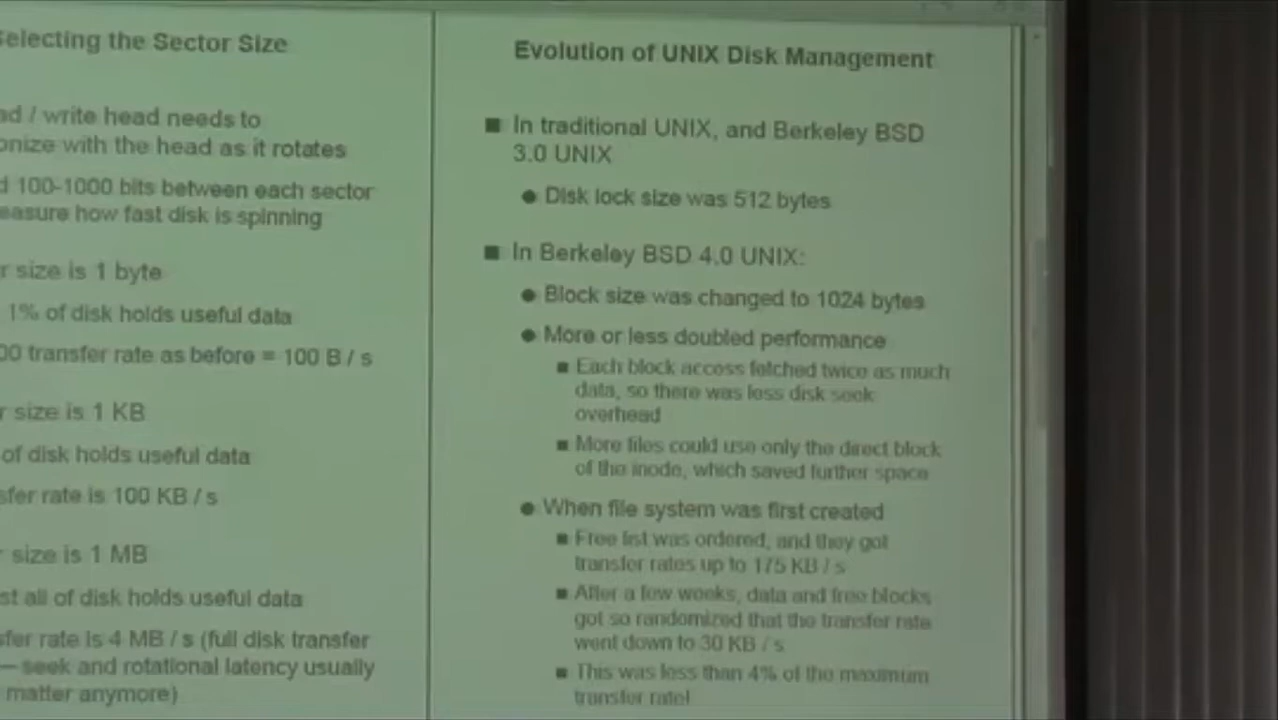 Selecting the Sector Size
ad / write head needs to
onize with the head as it rotates
d 100-1000 bits between each sector
easure how fast disk is spinning
r size is 1 byte
1% of disk holds useful data
00 transfer rate as before = 100 B / s
r size is 1 KB
of disk holds useful data
sfer rate is 100 KB / s
size is 1 MB
st all of disk holds useful data
sfer rate is 4 MB / s (full disk transfer
— seek and rotational latency usually
matter anymore)
Evolution of UNIX Disk Management
■ In traditional UNIX, and Berkeley BSD
3.0 UNIX
● Disk lock size was 512 bytes
■ In Berkeley BSD 4.0 UNIX:
● Block size was changed to 1024 bytes
● More or less doubled performance
■ Each block access fetched twice as much
data, so there was less disk seek
overhead
■ More files could use only the direct block
of the inode, which saved further space
● When file system was first created
■ Free list was ordered, and they got
transfer rates up to 175 KB / s
■ After a few weeks, data and free blocks
got so randomized that the transfer rate
went down to 30 KB / s
■ This was less than 4% of the maximum
transfer rate!